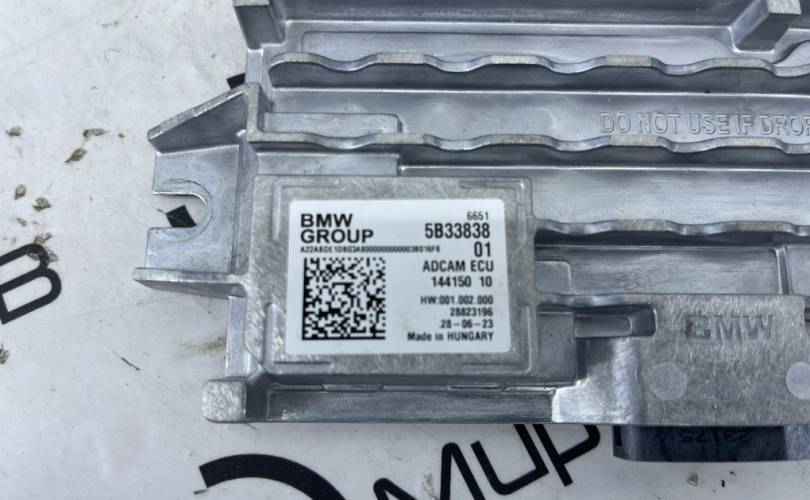 DO NOT USE IF DROP
BMW
GROUP
6651
5B33838
01
ADCAM ECU
144150 10
HW:001.002.000
28823196
28-06-23
Made in HUNGARY
BMW